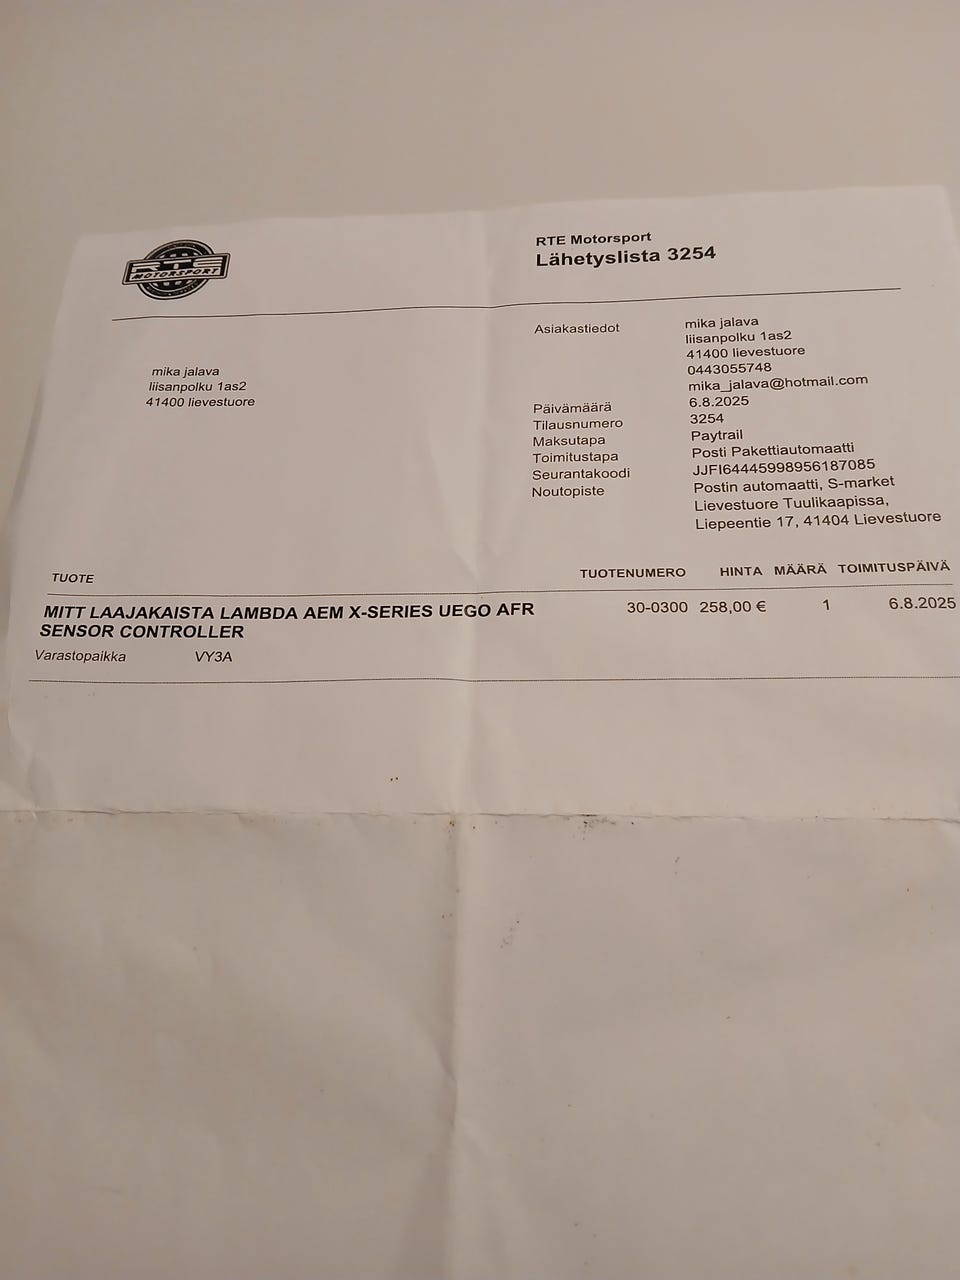 RTE
MOTORSPORT
RTE Motorsport
Lähetyslista 3254
mika jalava
liisanpolku 1as2
41400 lievestuore
Asiakastiedot mika jalava
liisanpolku 1as2
41400 lievestuore
0443055748
mika_jalava@hotmail.com
Päivämäärä 6.8.2025
Tilausnumero 3254
Maksutapa Paytrail
Toimitustapa Posti Pakettiautomaatti
Seurantakoodi JJFI64445998956187085
Noutopiste Postin automaatti, S-market
Lievestuore Tuulikaapissa,
Liepeentie 17, 41404 Lievestuore
TUOTE TUOTENUMERO HINTA MÄÄRÄ TOIMITUSPÄIVÄ
MITT LAAJAKAISTA LAMBDA AEM X-SERIES UEGO AFR 30-0300 258,00 € 1 6.8.2025
SENSOR CONTROLLER
Varastopaikka VY3A